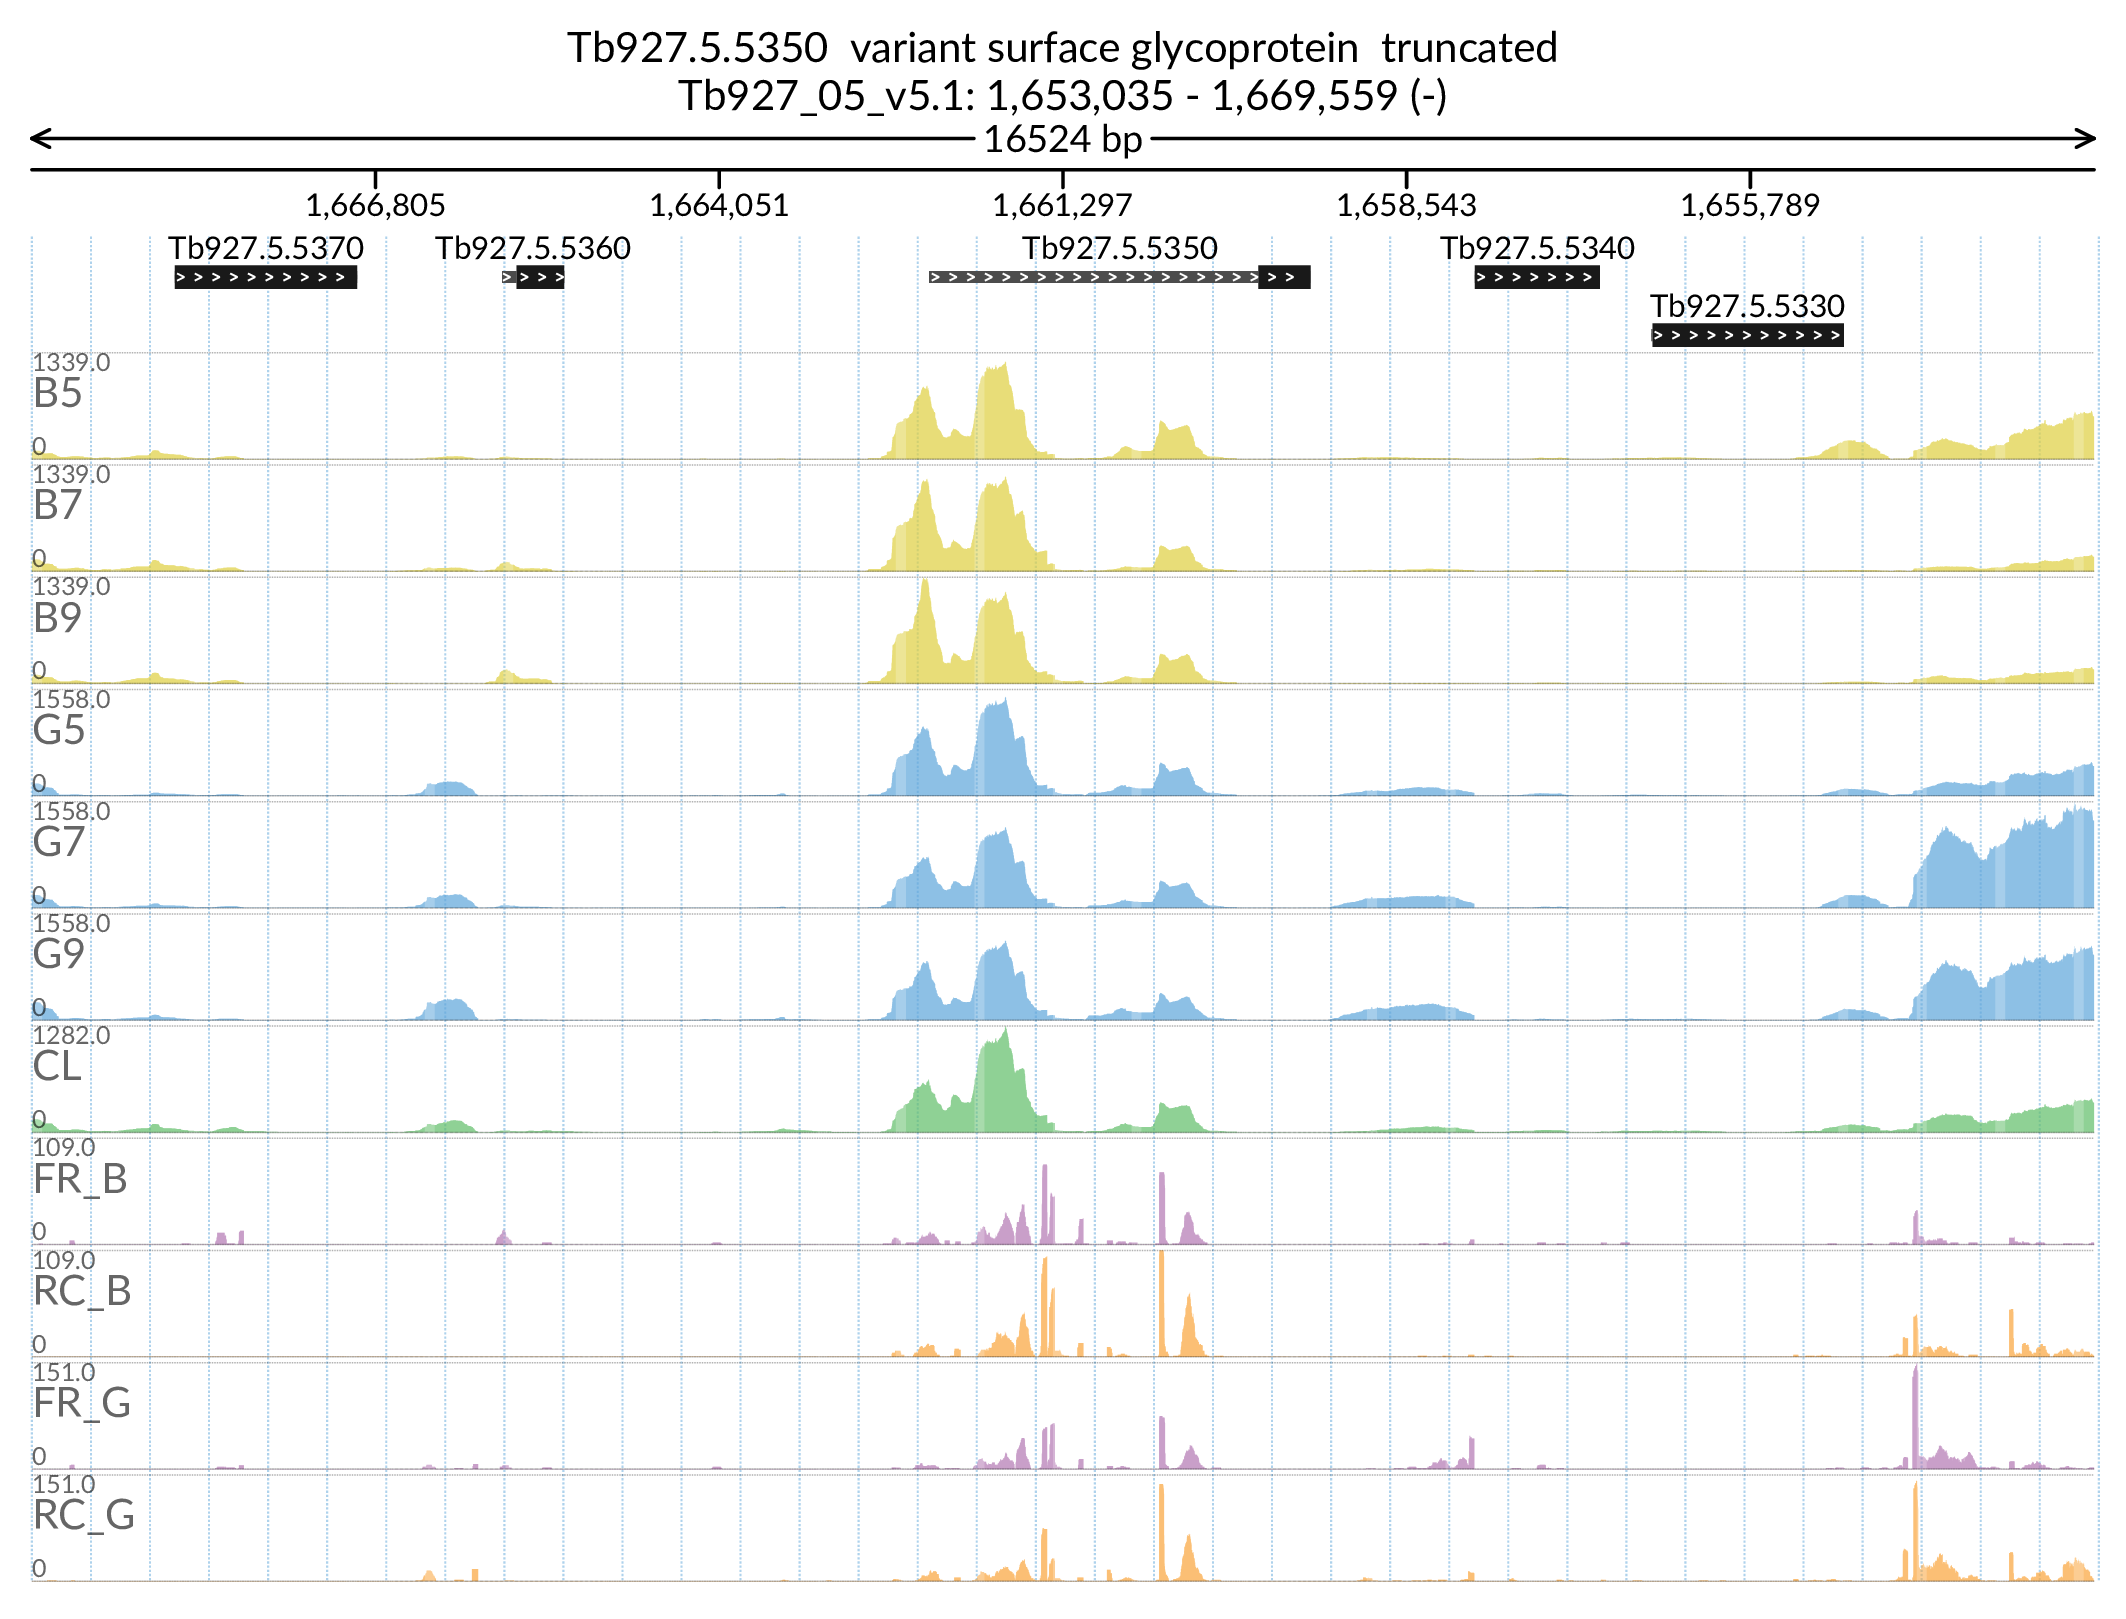 Tb927.5.5350  variant surface glycoprotein  truncated
Tb927_05_v5.1: 1,653,035 - 1,669,559 (-)
16524 bp
1,666,805 1,664,051 1,661,297 1,658,543 1,655,789
Tb927.5.5370 Tb927.5.5360 Tb927.5.5350 Tb927.5.5340
Tb927.5.5330
1339.0
B5
0
1339.0
B7
0
1339.0
B9
0
1558.0
G5
0
1558.0
G7
0
1558.0
G9
0
1282.0
CL
0
109.0
FR_B
0
109.0
RC_B
0
151.0
FR_G
0
151.0
RC_G
0